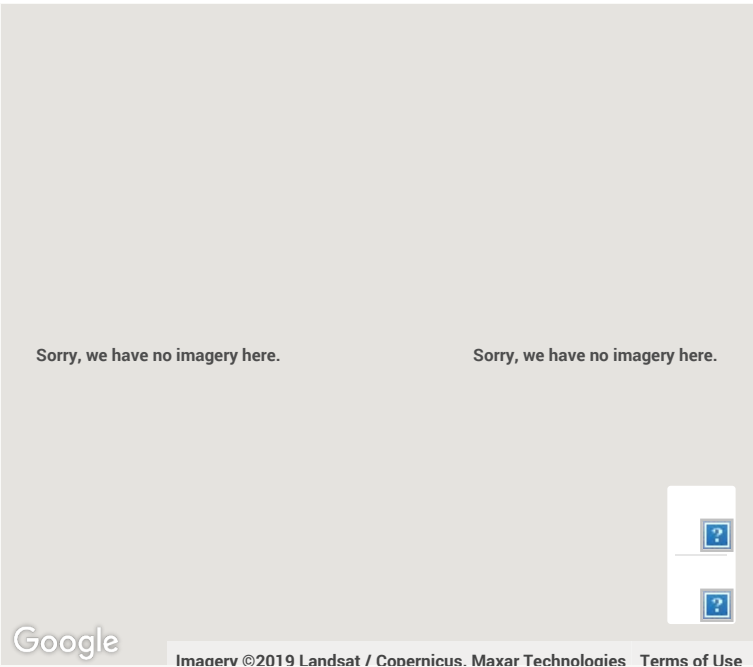 Sorry, we have no imagery here. Sorry, we have no imagery here.
?
?
Google
Imagery ©2019 Landsat / Copernicus, Maxar Technologies Terms of Use